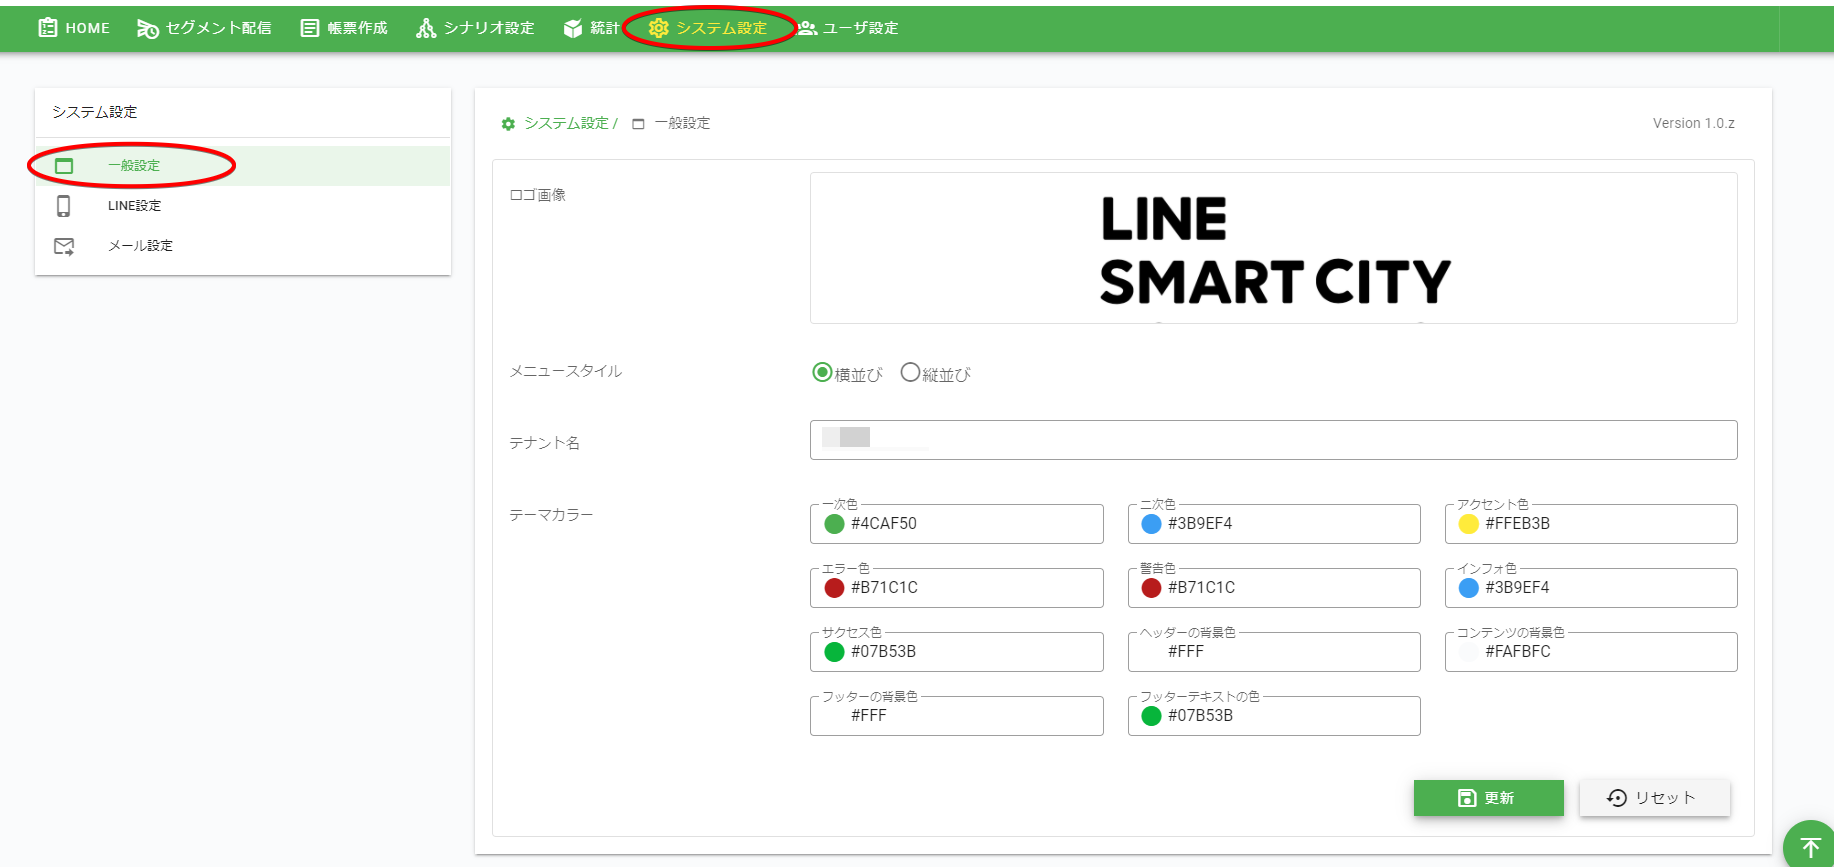 HOME セグメント配信 帳票作成 シナリオ設定 統計 システム設定 ユーザ設定
システム設定
一般設定
LINE設定
メール設定
システム設定 / 一般設定
Version 1.0.z
ロゴ画像
LINE
SMART CITY
メニュースタイル
横並び 縦並び
テナント名
テーマカラー
一次色 二次色 アクセント色
#4CAF50 #3B9EF4 #FFEB3B
エラー色 警告色 インフォ色
#B71C1C #B71C1C #3B9EF4
サクセス色 ヘッダーの背景色 コンテンツの背景色
#07B53B #FFF #FAFBFC
フッターの背景色 フッターテキストの色
#FFF #07B53B
更新 リセット